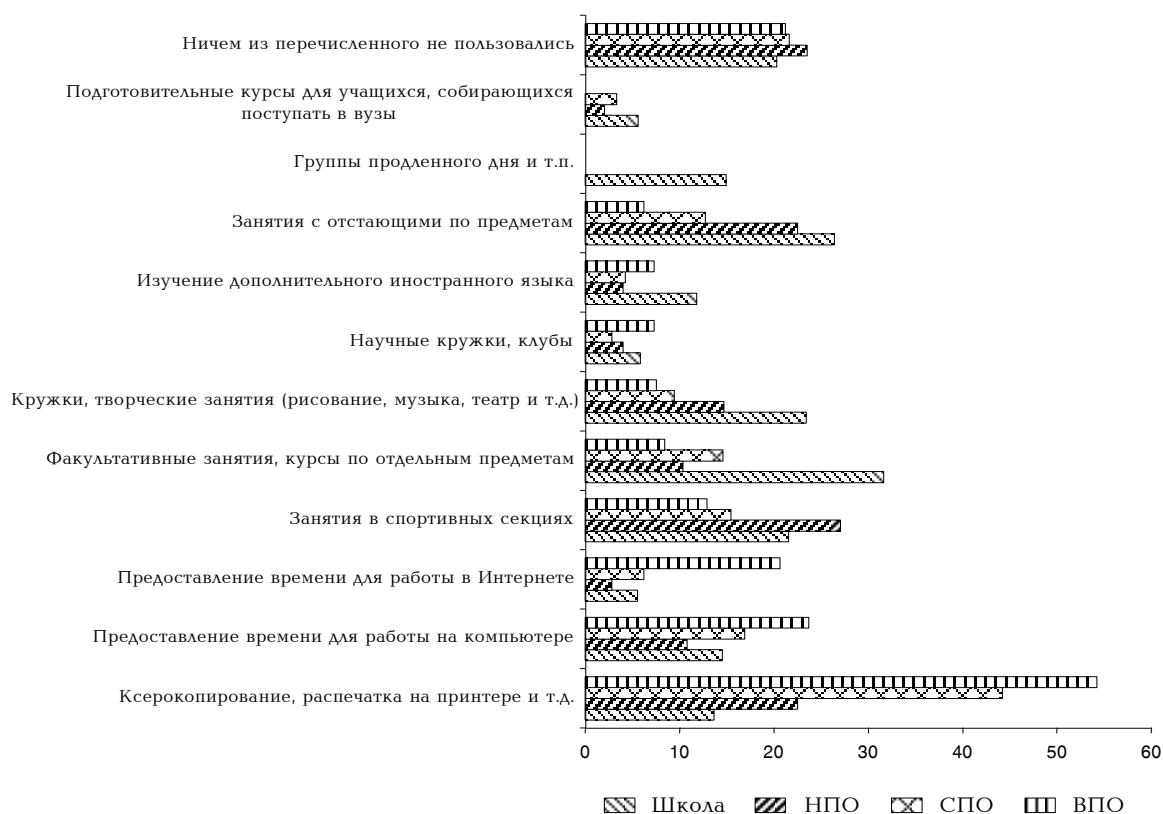 Ничем из перечисленного не пользовались
Подготовительные курсы для учащихся, собирающихся
поступать в вузы
Группы продленного дня и т.п.
Занятия с отстающими по предметам
Изучение дополнительного иностранного языка
Научные кружки, клубы
Кружки, творческие занятия (рисование, музыка, театр и т.д.)
Факультативные занятия, курсы по отдельным предметам
Занятия в спортивных секциях
Предоставление времени для работы в Интернете
Предоставление времени для работы на компьютере
Ксерокопирование, распечатка на принтере и т.д.
0 10 20 30 40 50 60
Школа НПО СПО ВПО